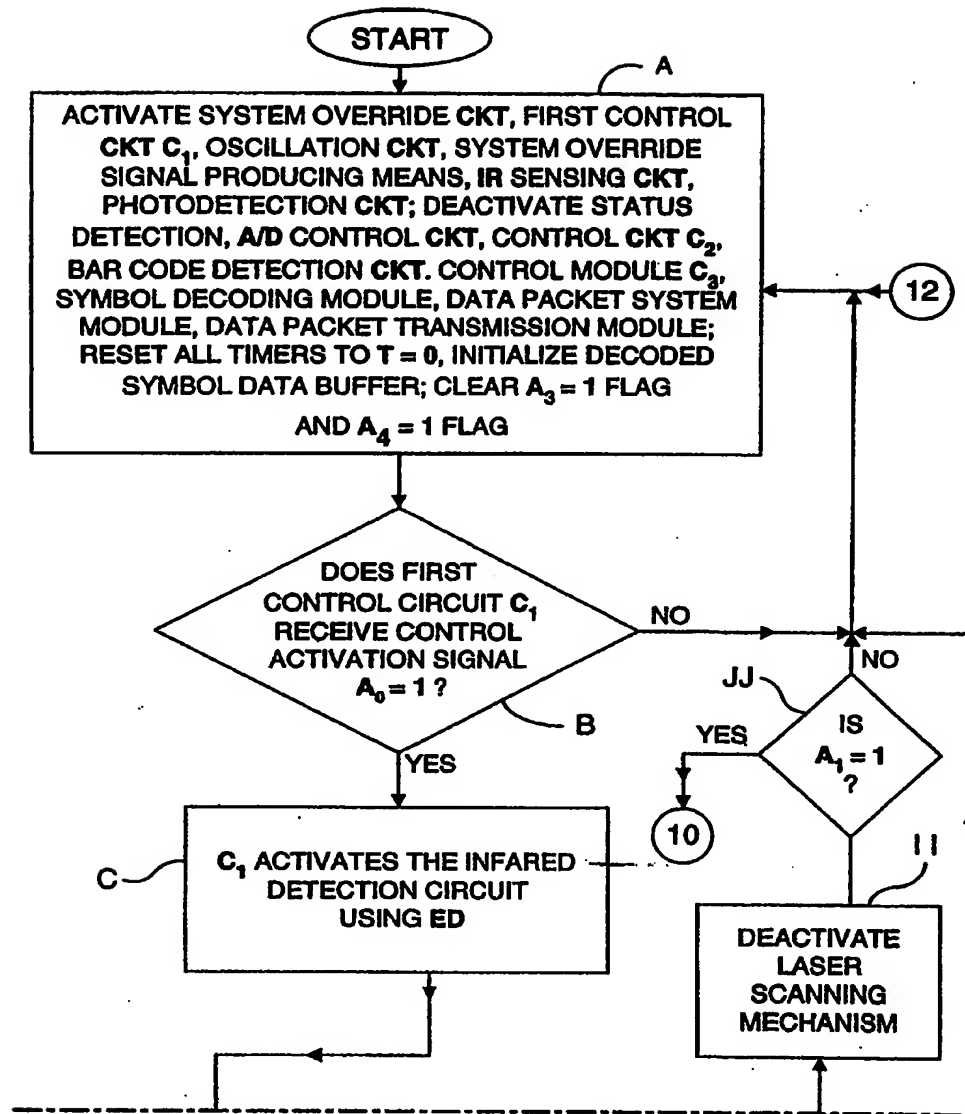 START
A
ACTIVATE SYSTEM OVERRIDE CKT, FIRST CONTROL
CKT C₁, OSCILLATION CKT, SYSTEM OVERRIDE
SIGNAL PRODUCING MEANS, IR SENSING CKT,
PHOTODETECTION CKT; DEACTIVATE STATUS
DETECTION, A/D CONTROL CKT, CONTROL CKT C₂,
BAR CODE DETECTION CKT. CONTROL MODULE C₃,
SYMBOL DECODING MODULE, DATA PACKET SYSTEM
MODULE, DATA PACKET TRANSMISSION MODULE;
RESET ALL TIMERS TO T = 0, INITIALIZE DECODED
SYMBOL DATA BUFFER; CLEAR A₃ = 1 FLAG
AND A₄ = 1 FLAG
12
DOES FIRST
CONTROL CIRCUIT C₁
RECEIVE CONTROL
ACTIVATION SIGNAL
A₀ = 1 ?
NO
B
YES
NO
JJ
IS
A₁ = 1
?
YES
10
C
C₁ ACTIVATES THE INFARED
DETECTION CIRCUIT
USING ED
II
DEACTIVATE
LASER
SCANNING
MECHANISM